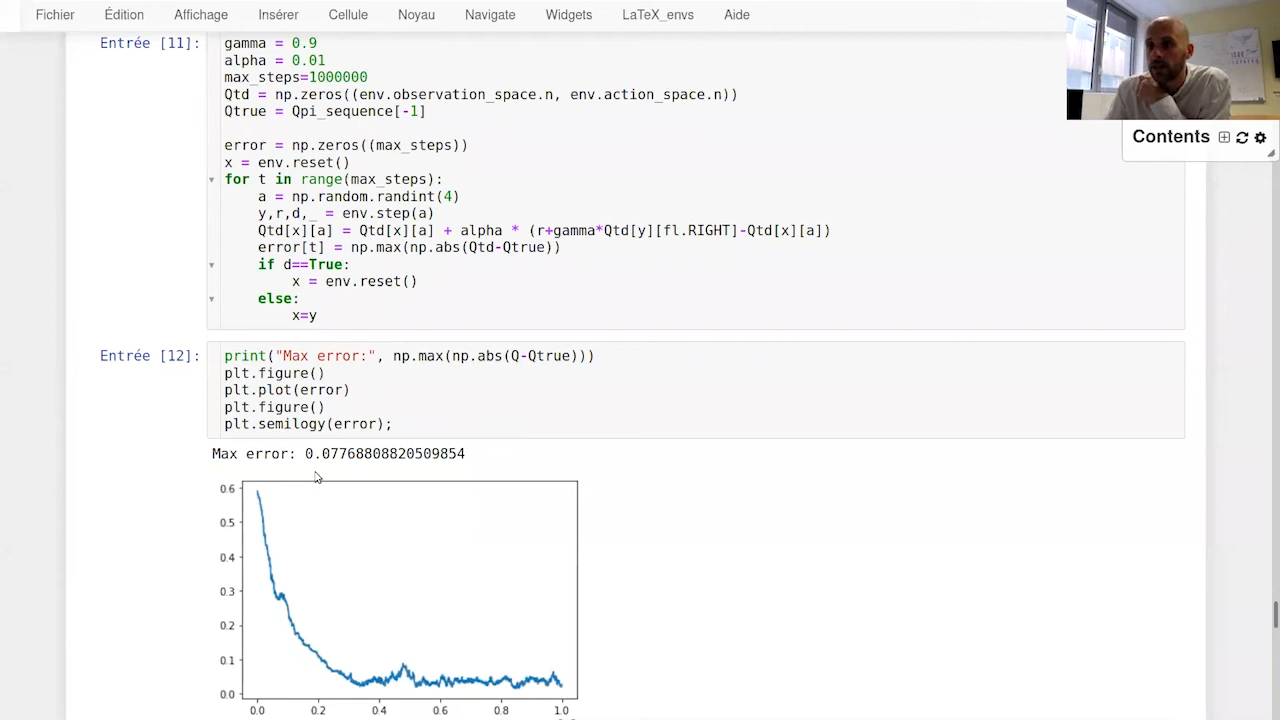 Fichier Édition Affichage Insérer Cellule Noyau Navigate Widgets LaTeX_envs Aide
Contents
Entrée [11]: gamma = 0.9
alpha = 0.01
max_steps=1000000
Qtd = np.zeros((env.observation_space.n, env.action_space.n))
Qtrue = Qpi_sequence[-1]
error = np.zeros((max_steps))
x = env.reset()
for t in range(max_steps):
    a = np.random.randint(4)
    y,r,d,_ = env.step(a)
    Qtd[x][a] = Qtd[x][a] + alpha * (r+gamma*Qtd[y][fl.RIGHT]-Qtd[x][a])
    error[t] = np.max(np.abs(Qtd-Qtrue))
    if d==True:
        x = env.reset()
    else:
        x=y
Entrée [12]: print("Max error:", np.max(np.abs(Q-Qtrue)))
plt.figure()
plt.plot(error)
plt.figure()
plt.semilogy(error);
Max error: 0.07768808820509854
0.6
0.5
0.4
0.3
0.2
0.1
0.0
0.0 0.2 0.4 0.6 0.8 1.0